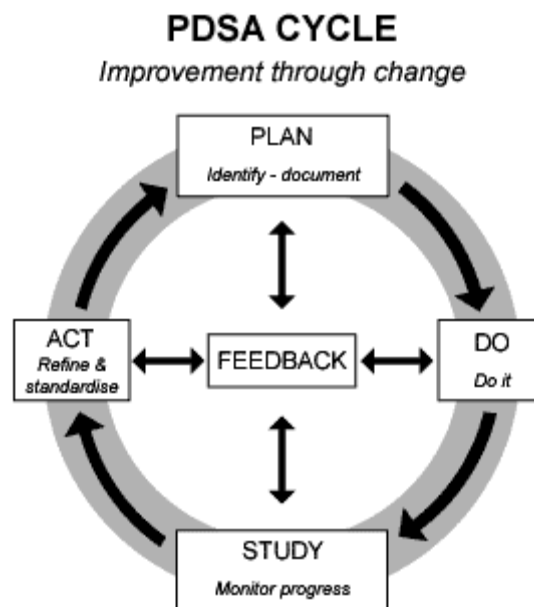 PDSA CYCLE
Improvement through change
PLAN
Identify - document
ACT
Refine &
standardise
FEEDBACK
DO
Do it
STUDY
Monitor progress